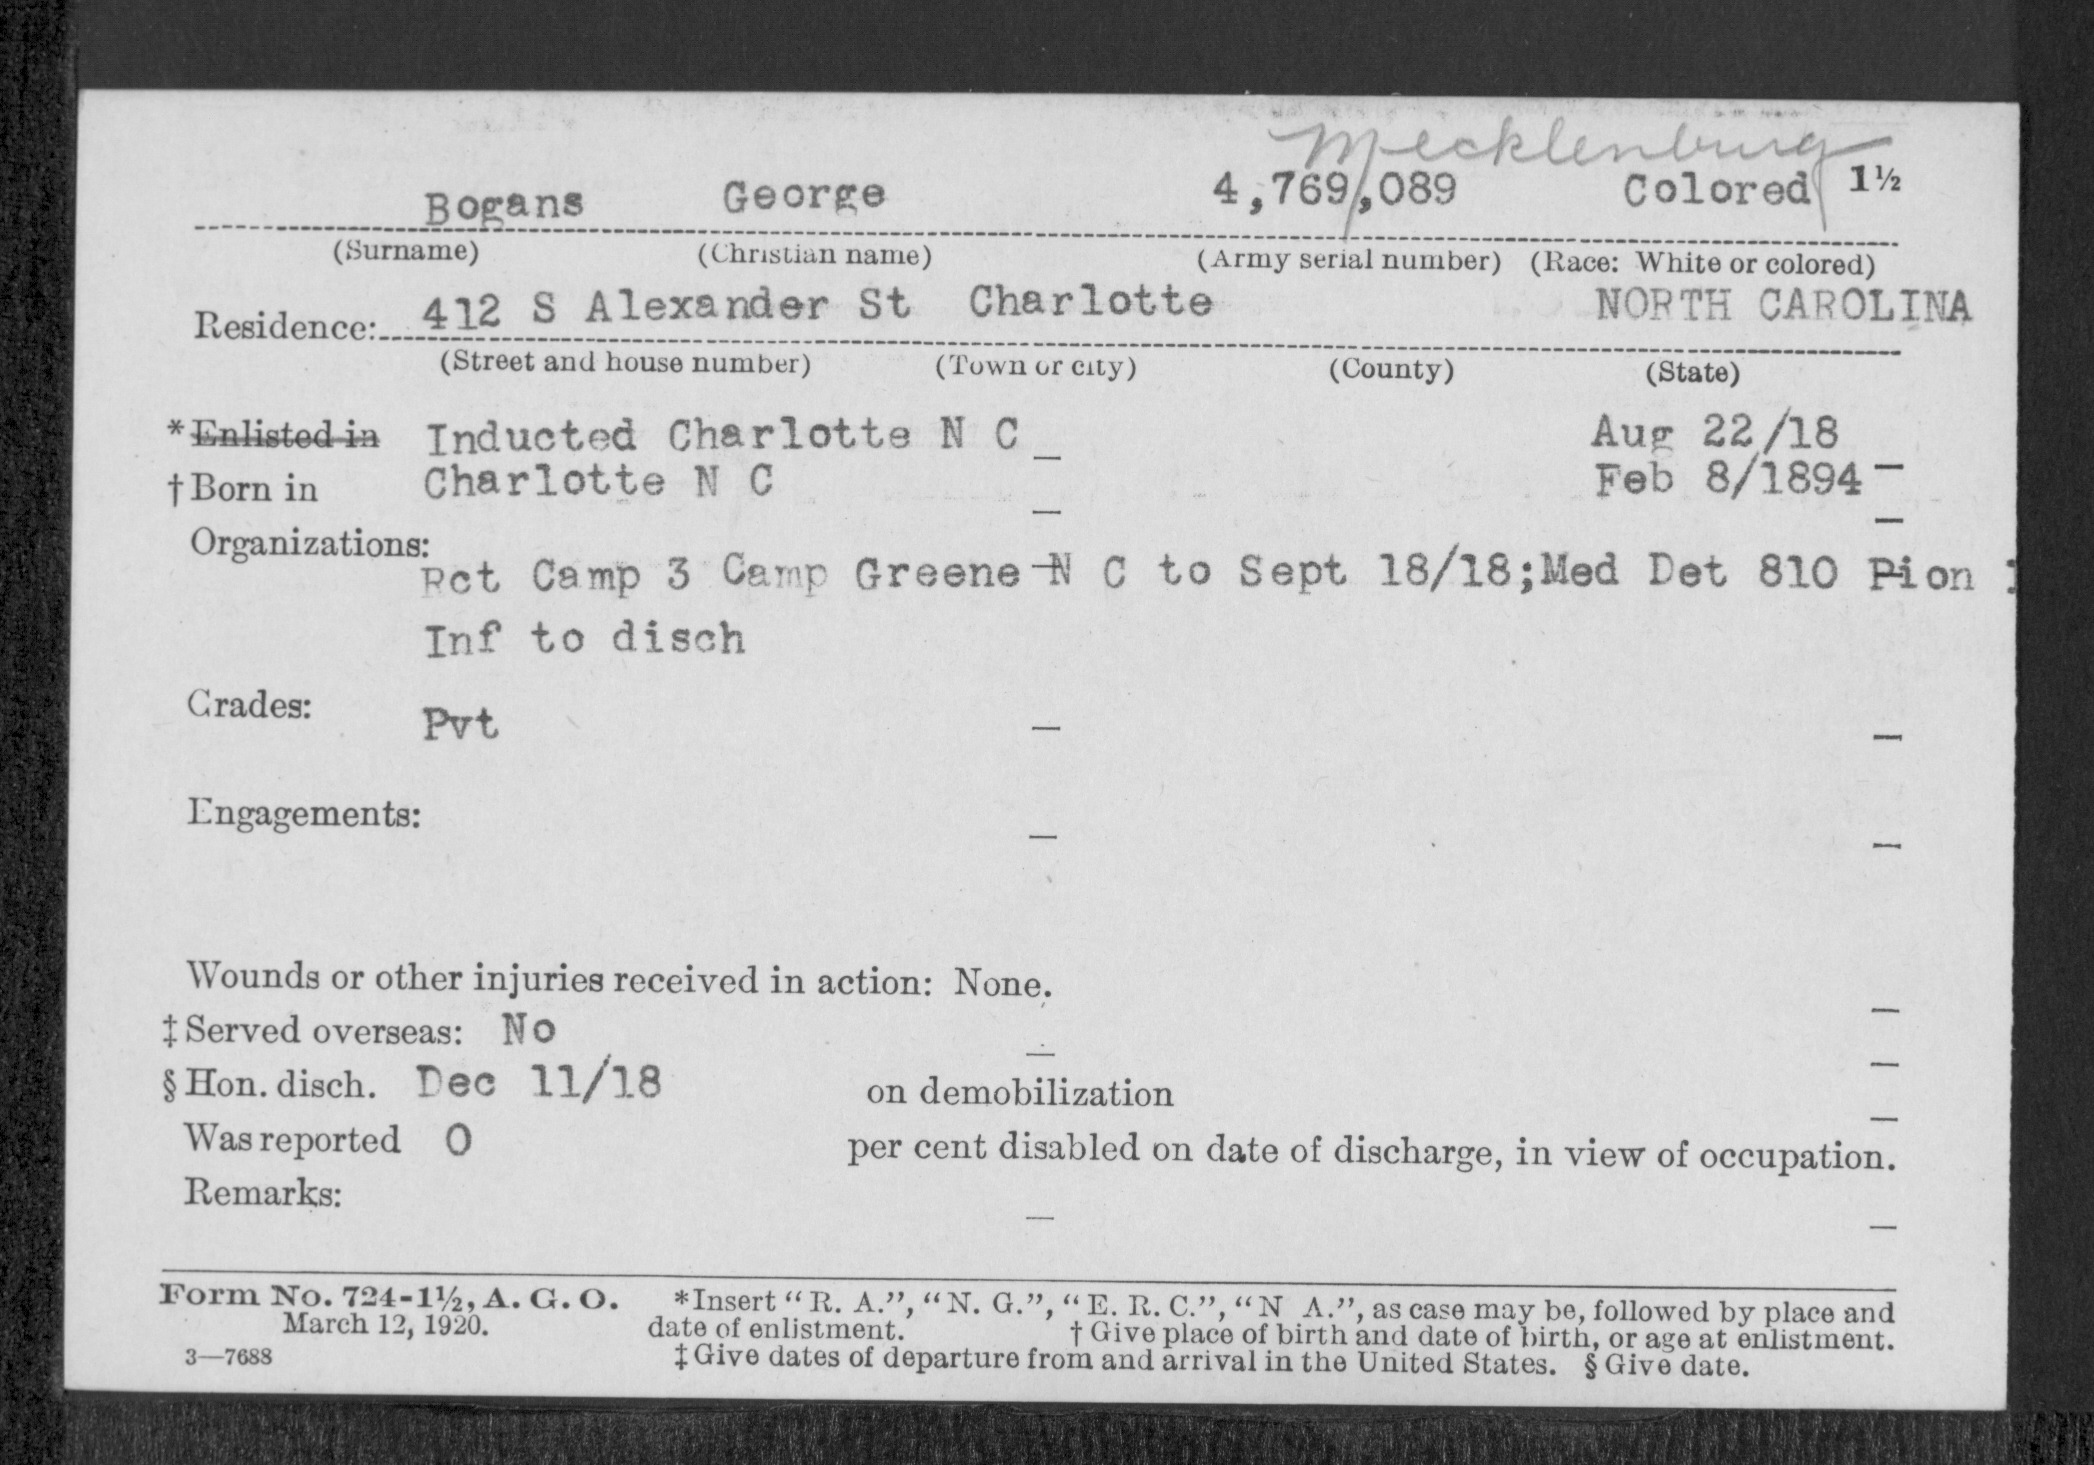 Mecklenburg
Bogans George 4,769,089 Colored 1½
(Surname) (Christian name) (Army serial number) (Race: White or colored)
Residence: 412 S Alexander St Charlotte NORTH CAROLINA
(Street and house number) (Town or city) (County) (State)
*Enlisted in Inducted Charlotte N C _ Aug 22/18 –
†Born in Charlotte N C _ Feb 8/1894 –
Organizations:
Rct Camp 3 Camp Greene N C to Sept 18/18;Med Det 810 Pion
Inf to disch
Grades: Pvt – –
Engagements: – –
Wounds or other injuries received in action: None. –
‡Served overseas: No – –
§Hon. disch. Dec 11/18 on demobilization –
Was reported 0 per cent disabled on date of discharge, in view of occupation.
Remarks: – –
Form No. 724-1½, A. G. O. *Insert "R. A.", "N. G.", "E. R. C.", "N A.", as case may be, followed by place and
March 12, 1920. date of enlistment. †Give place of birth and date of birth, or age at enlistment.
3—7688 ‡Give dates of departure from and arrival in the United States. §Give date.